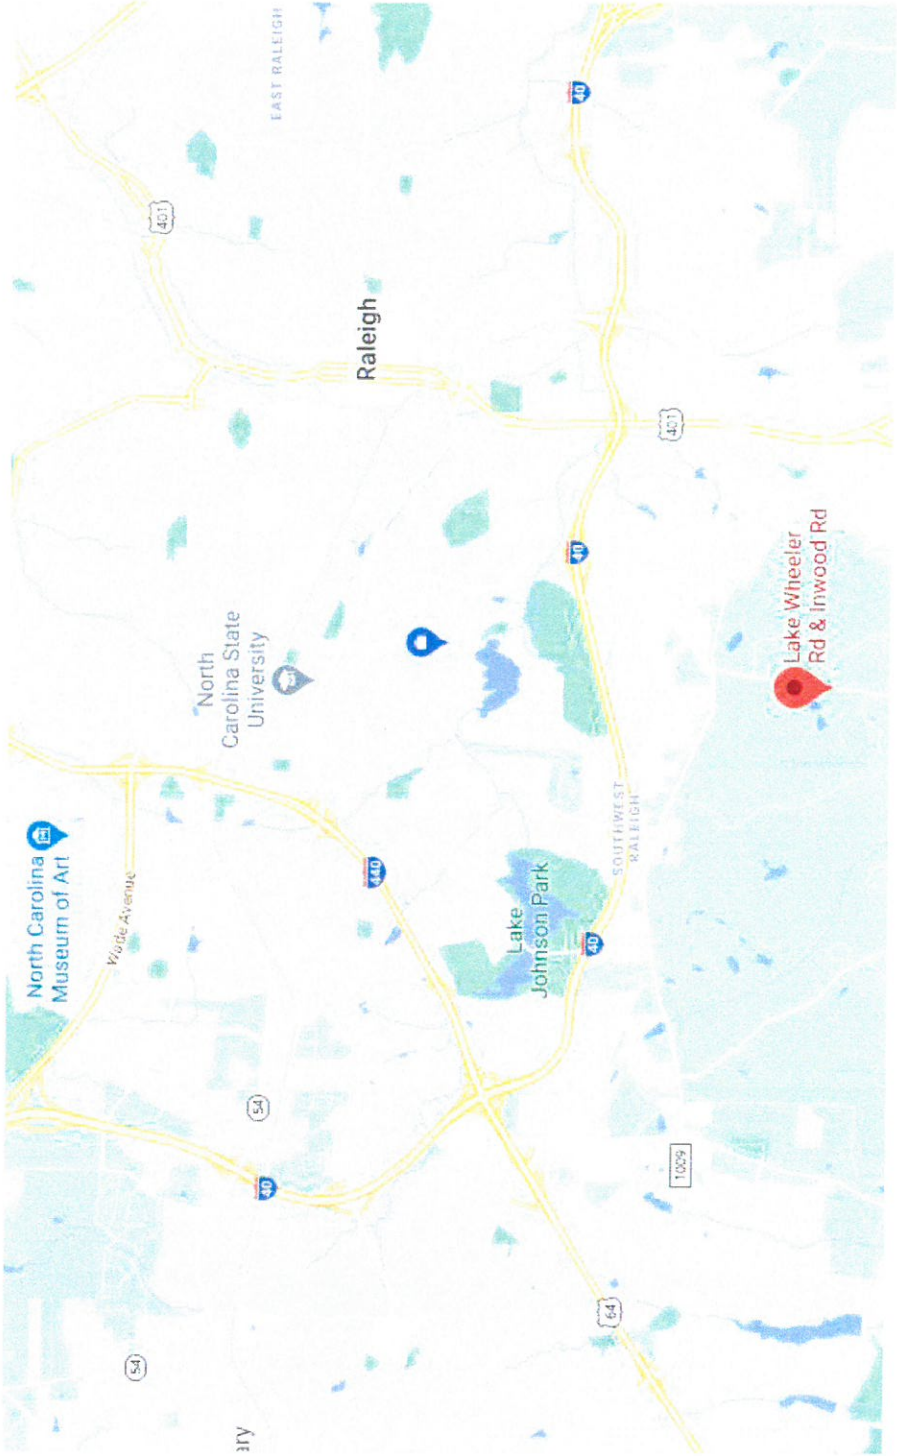 North Carolina
Museum of Art
Wade Avenue
54
40
54
ary
440
North
Carolina State
University
401
EAST RALEIGH
Raleigh
Lake
Johnson Park
40
SOUTHWEST
RALEIGH
40
40
401
64
1009
Lake Wheeler
Rd & Inwood Rd